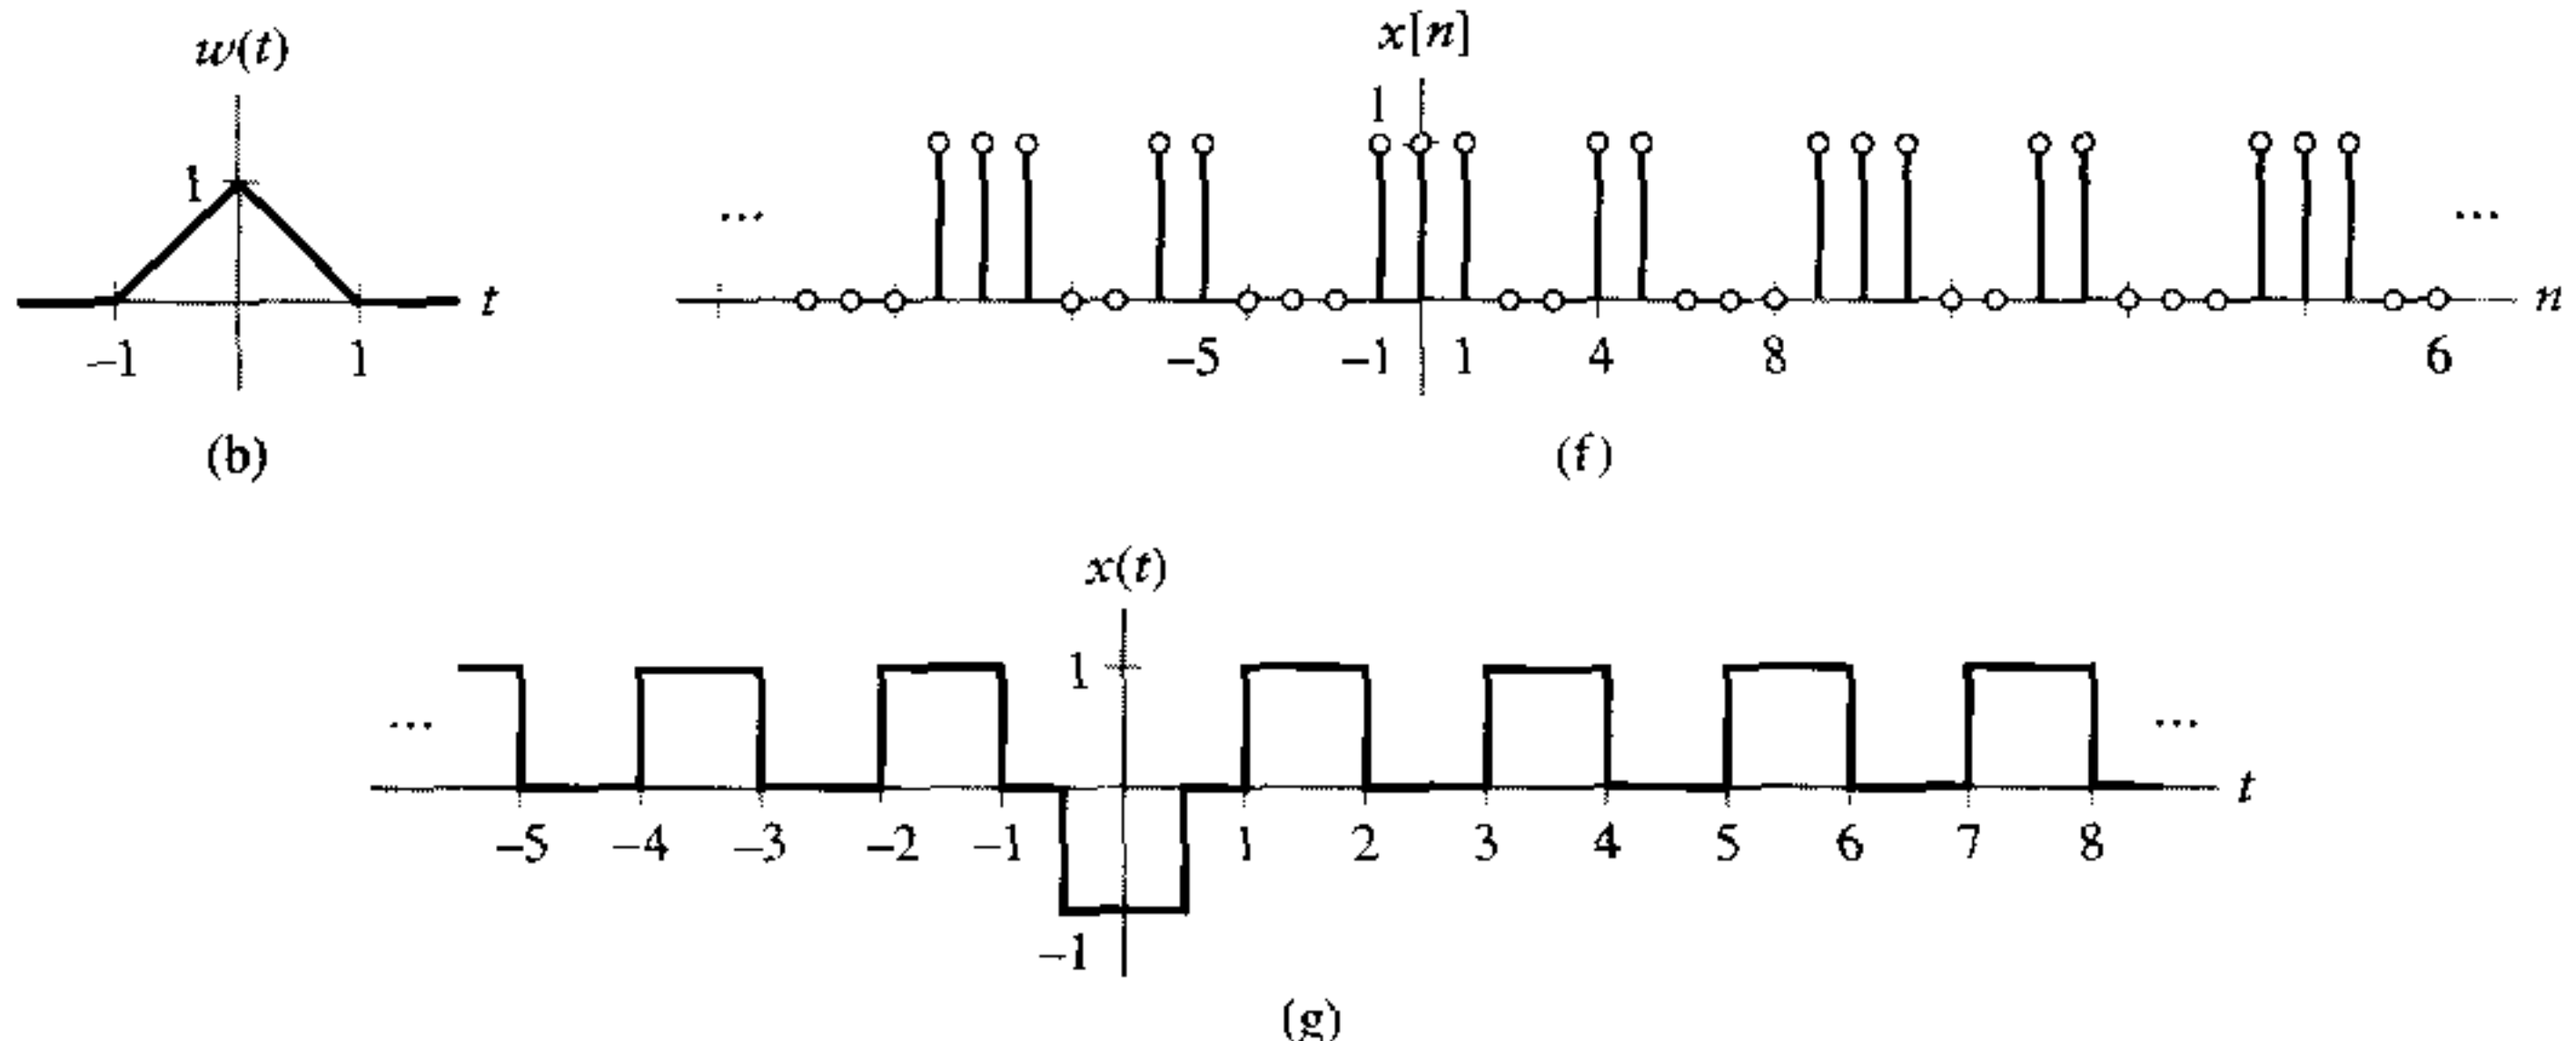 w(t)
1
-1 1 t
(b)
x[n]
1
... ...
-5 -1 1 4 8 6 n
(f)
x(t)
1
... ...
-5 -4 -3 -2 -1 1 2 3 4 5 6 7 8 t
-1
(g)